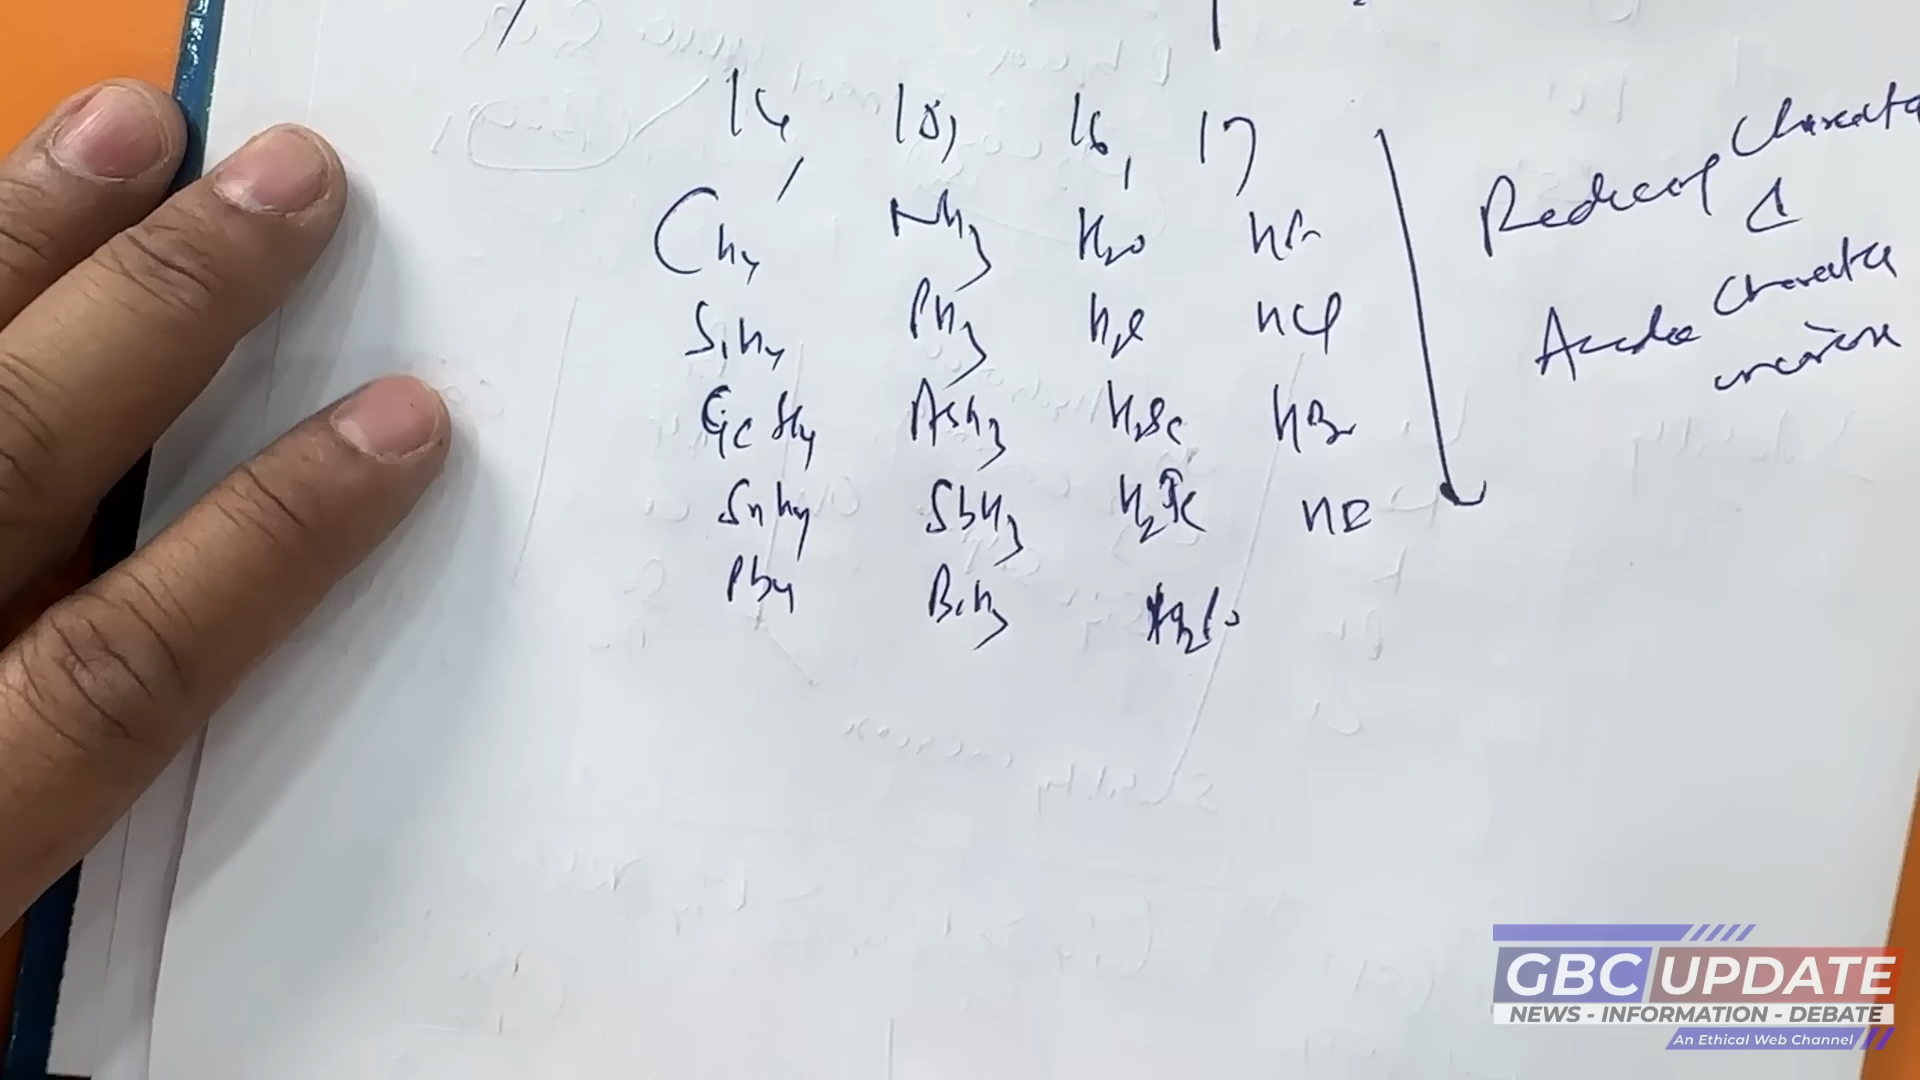 14, 15, 16, 17
CH4 NH3 H2O HF
SiH4 PH3 H2S HCl
GeH4 AsH3 H2Se HBr
SnH4 SbH3 H2Te HI
PbH4 BiH3 H2Po
Reducing Character
&
Acidic Character
increase
GBC UPDATE
NEWS - INFORMATION - DEBATE
An Ethical Web Channel